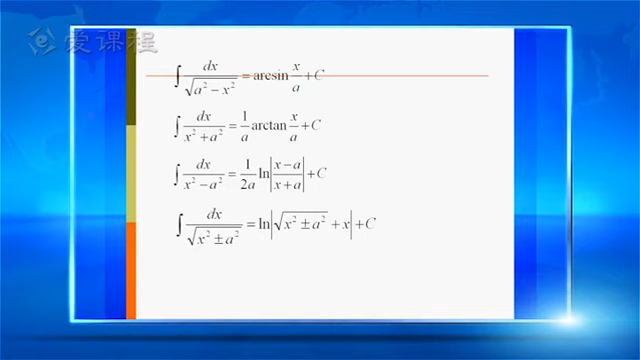 爱课程
∫ dx/√(a² − x²) = arcsin x/a + C
∫ dx/(x² + a²) = 1/a arctan x/a + C
∫ dx/(x² − a²) = 1/2a ln|(x − a)/(x + a)| + C
∫ dx/√(x² ± a²) = ln|√(x² ± a²) + x| + C